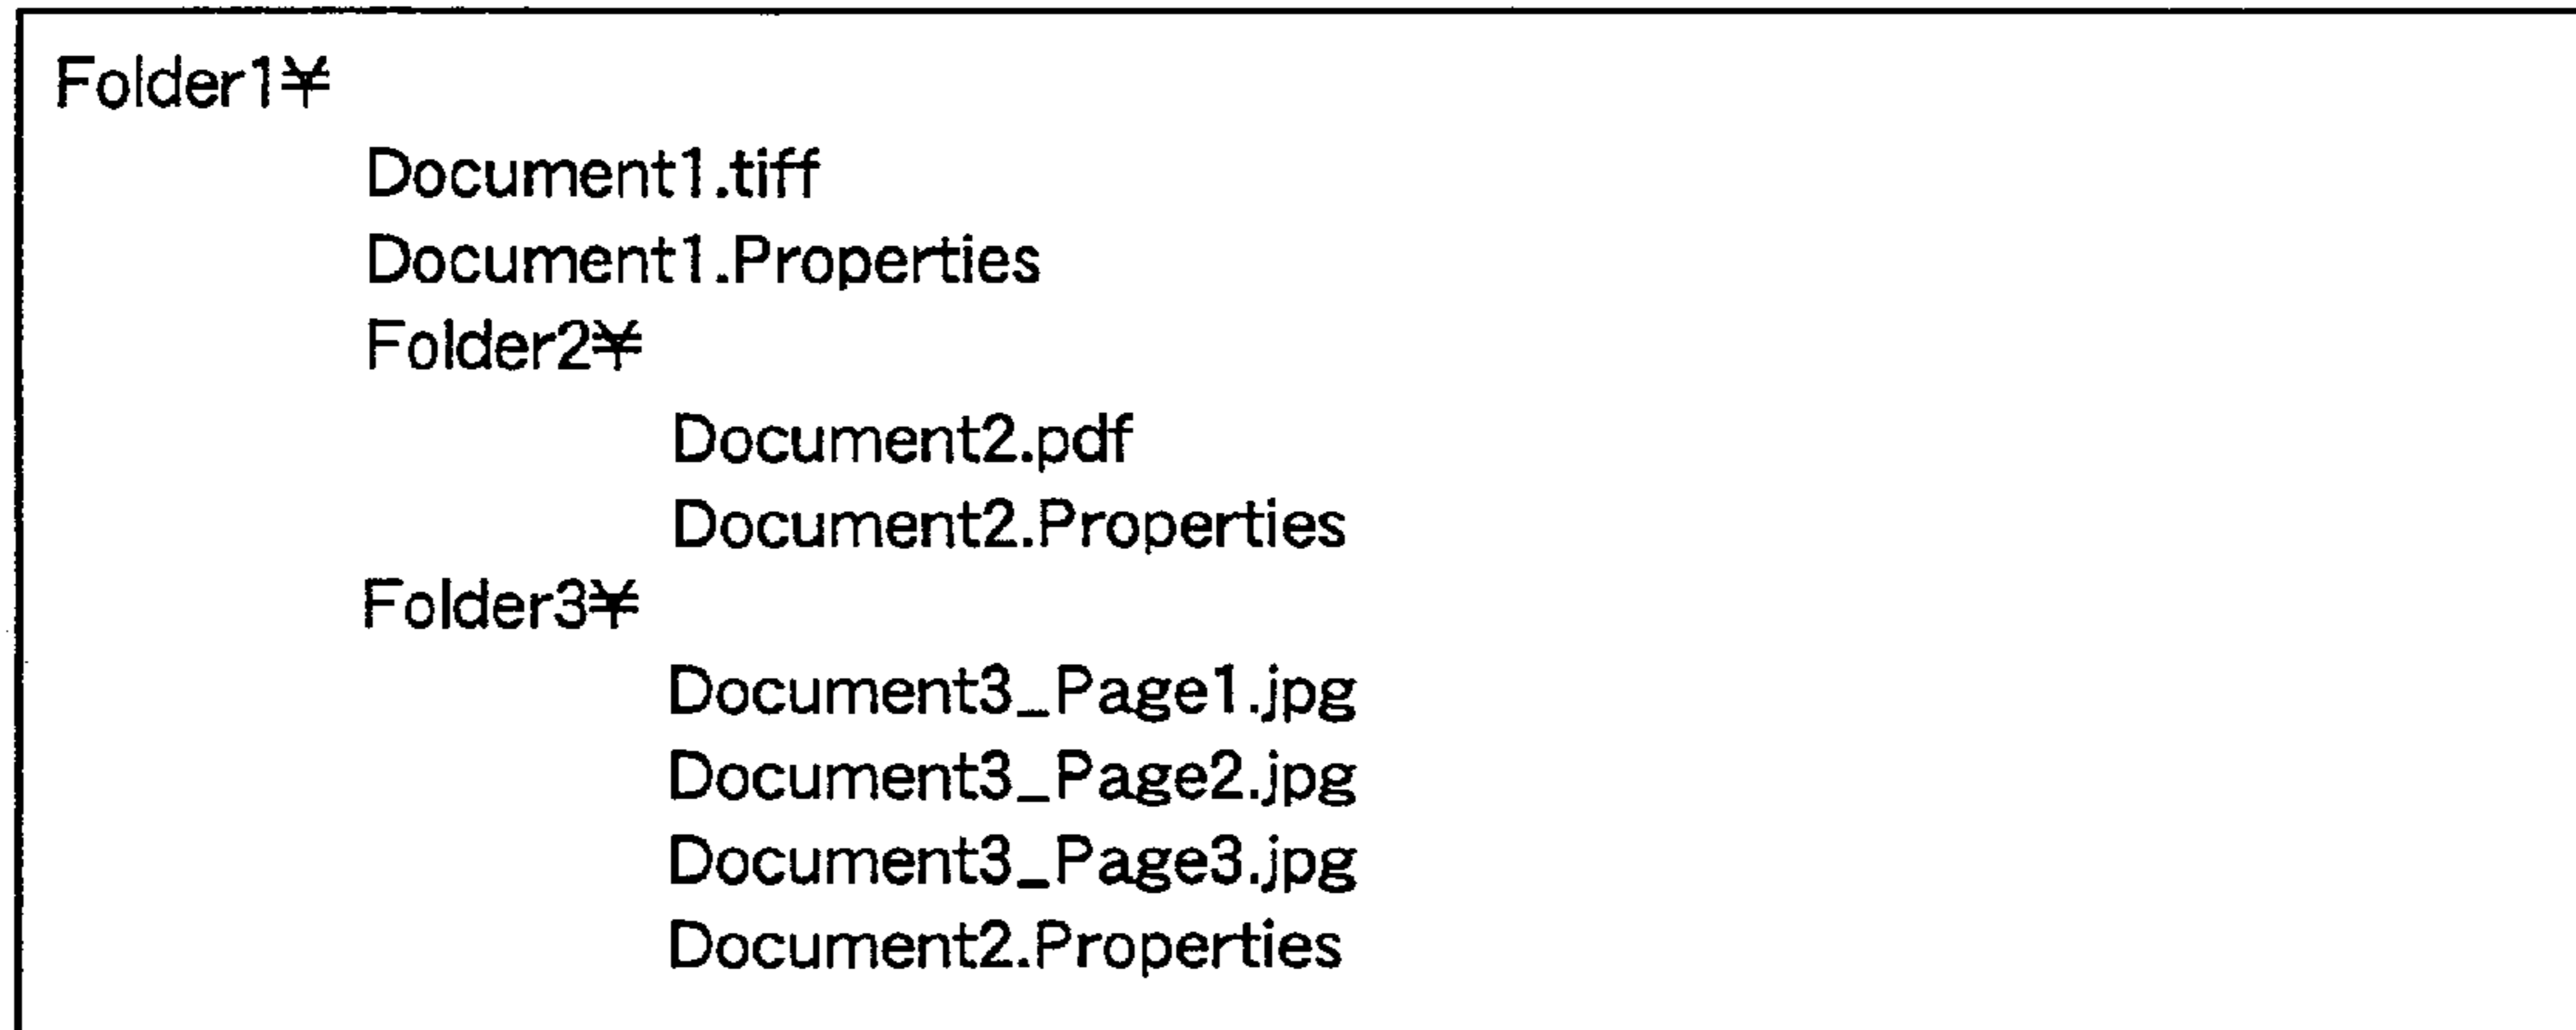 Folder1¥
Document1.tiff
Document1.Properties
Folder2¥
Document2.pdf
Document2.Properties
Folder3¥
Document3_Page1.jpg
Document3_Page2.jpg
Document3_Page3.jpg
Document2.Properties